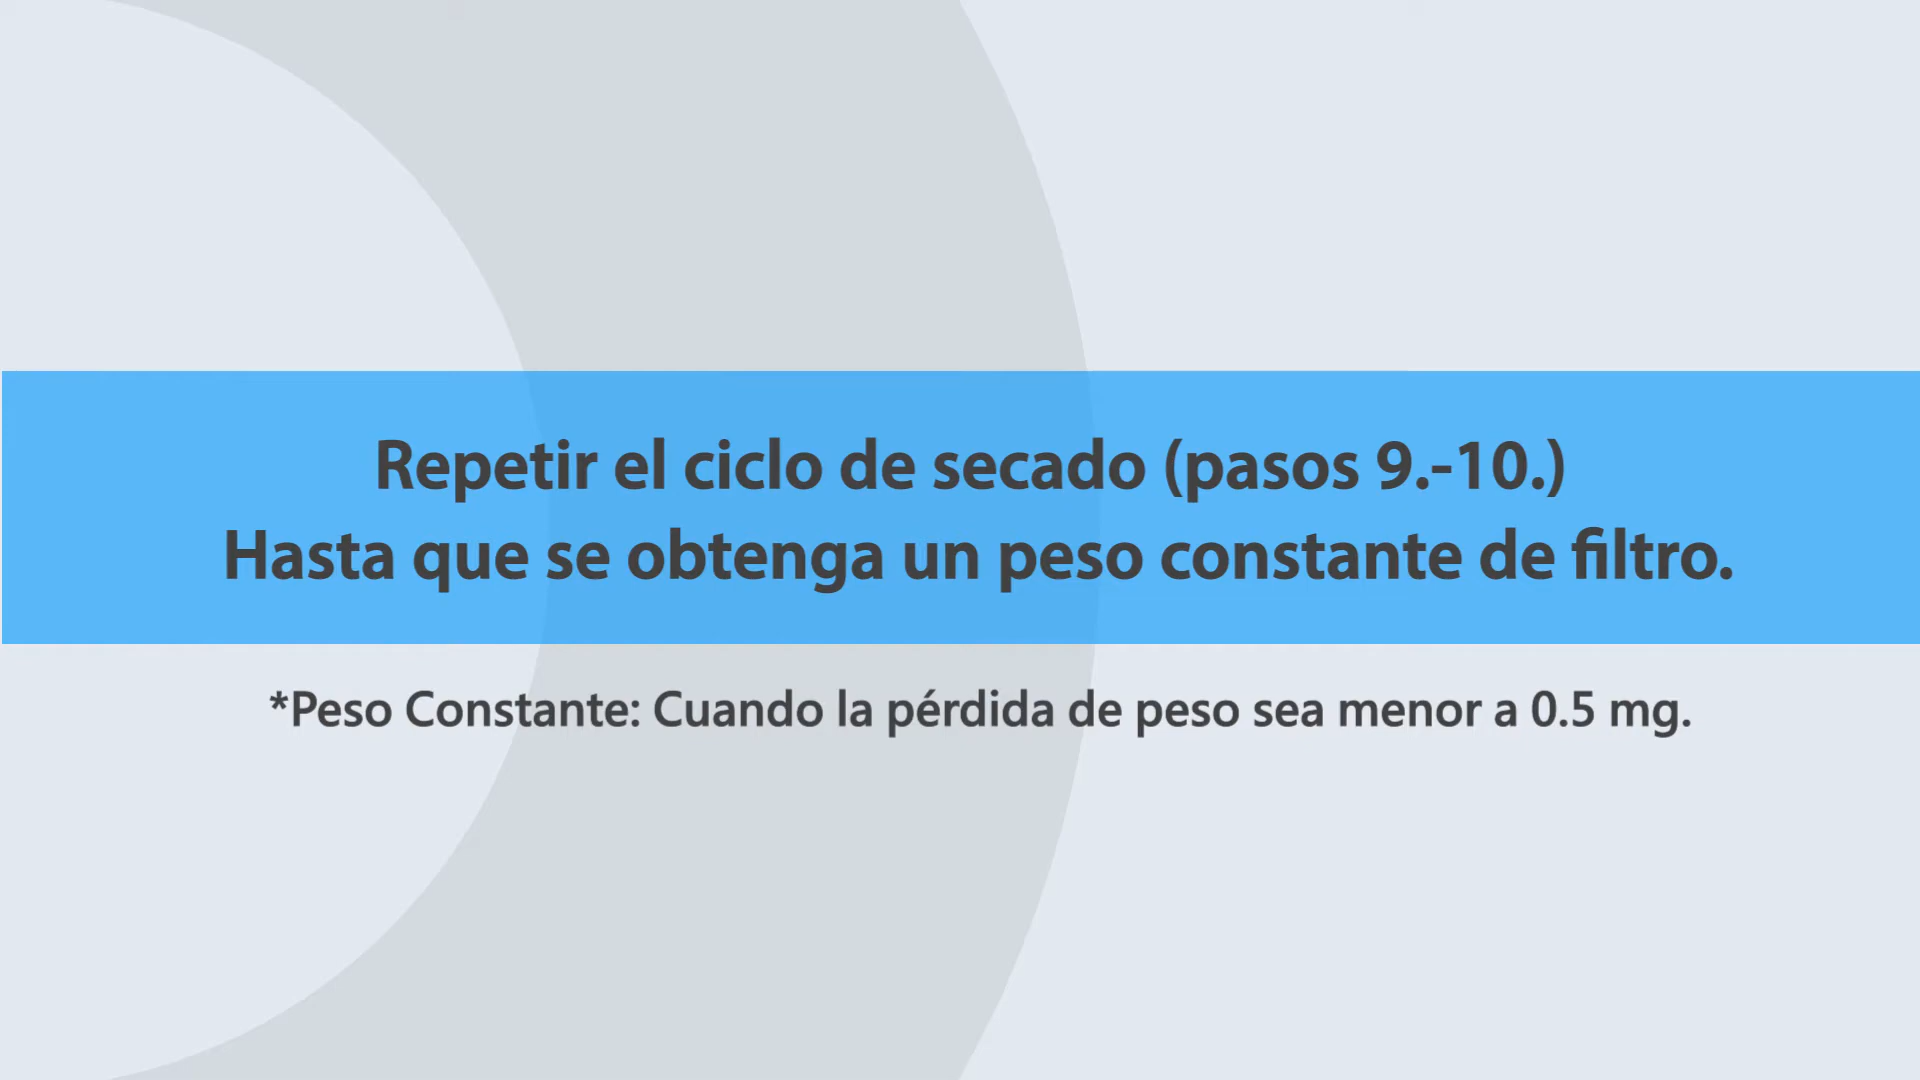 Repetir el ciclo de secado (pasos 9.-10.)
Hasta que se obtenga un peso constante de filtro.
*Peso Constante: Cuando la pérdida de peso sea menor a 0.5 mg.